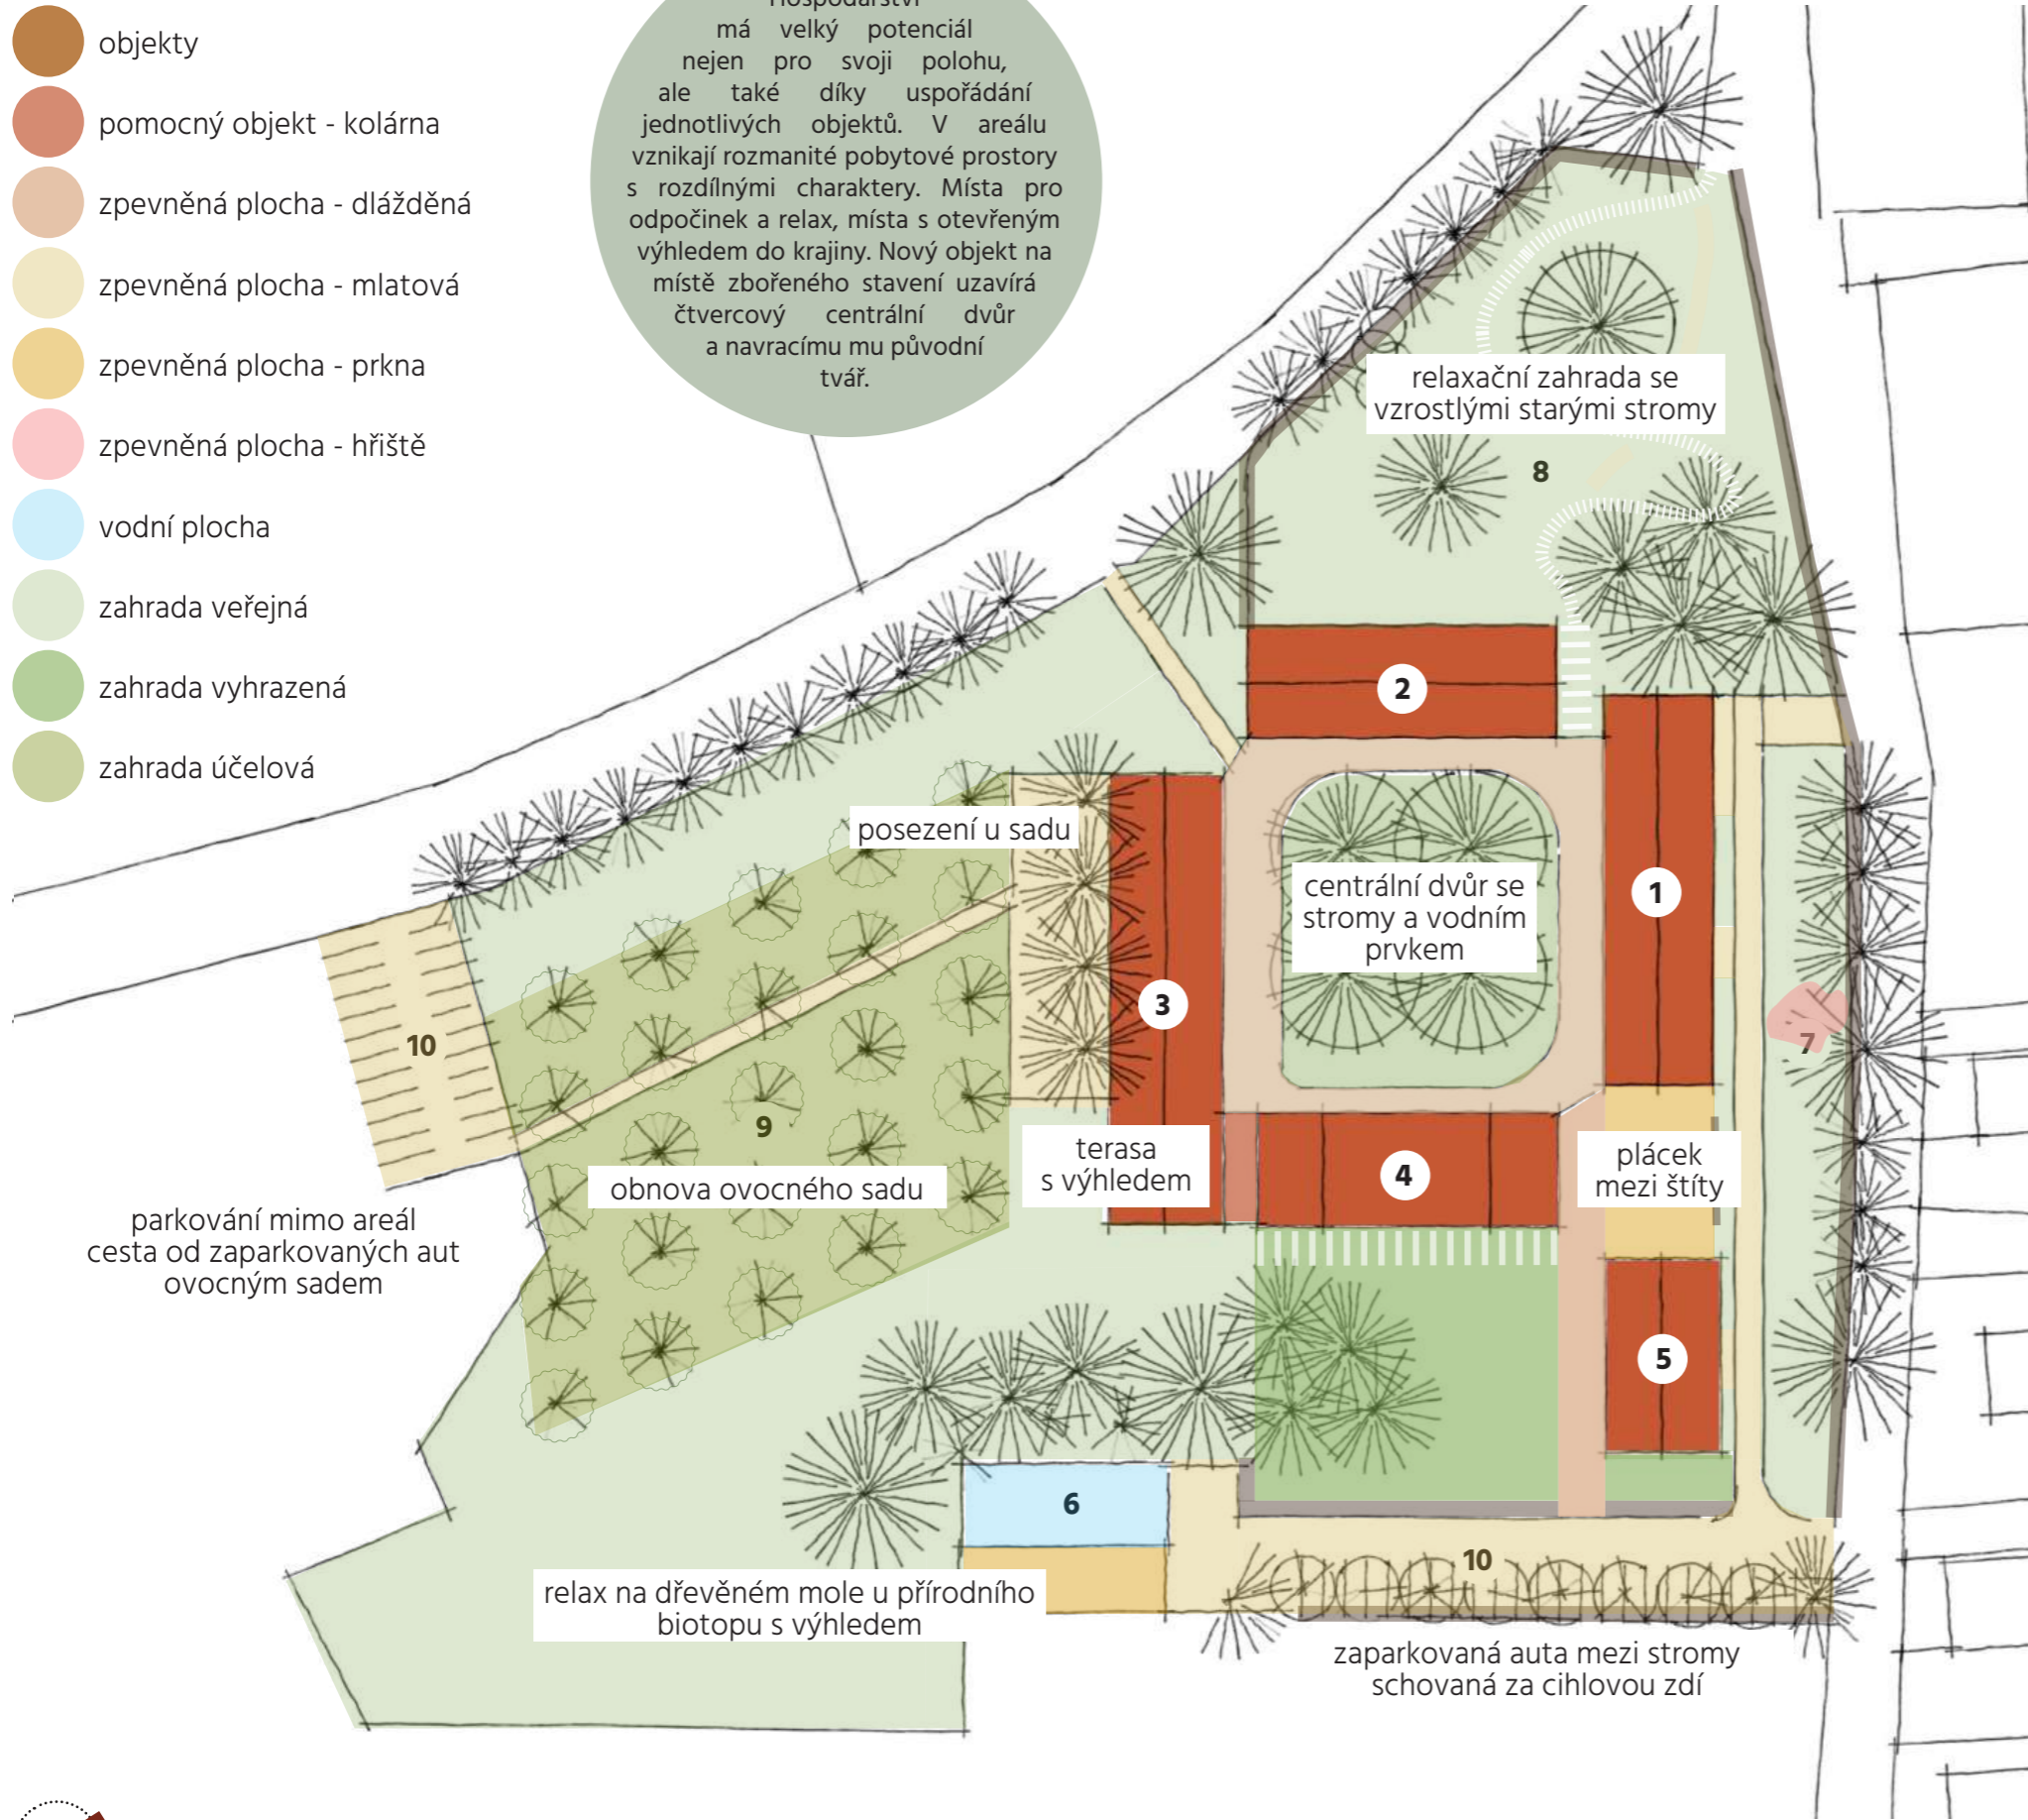 objekty
pomocný objekt - kolárna
zpevněná plocha - dlážděná
zpevněná plocha - mlatová
zpevněná plocha - prkna
zpevněná plocha - hřiště
vodní plocha
zahrada veřejná
zahrada vyhrazená
zahrada účelová
Hospodářství
má velký potenciál
nejen pro svoji polohu,
ale také díky uspořádání
jednotlivých objektů. V areálu
vznikají rozmanité pobytové prostory
s rozdílnými charaktery. Místa pro
odpočinek a relax, místa s otevřeným
výhledem do krajiny. Nový objekt na
místě zbořeného stavení uzavírá
čtvercový centrální dvůr
a navracímu mu původní
tvář.
relaxační zahrada se
vzrostlými starými stromy
8
2
posezení u sadu
centrální dvůr se
stromy a vodním
prvkem
1
3
7
10
9
obnova ovocného sadu
terasa
s výhledem
4
plácek
mezi štíty
parkování mimo areál
cesta od zaparkovaných aut
ovocným sadem
5
6
10
relax na dřevěném mole u přírodního
biotopu s výhledem
zaparkovaná auta mezi stromy
schovaná za cihlovou zdí